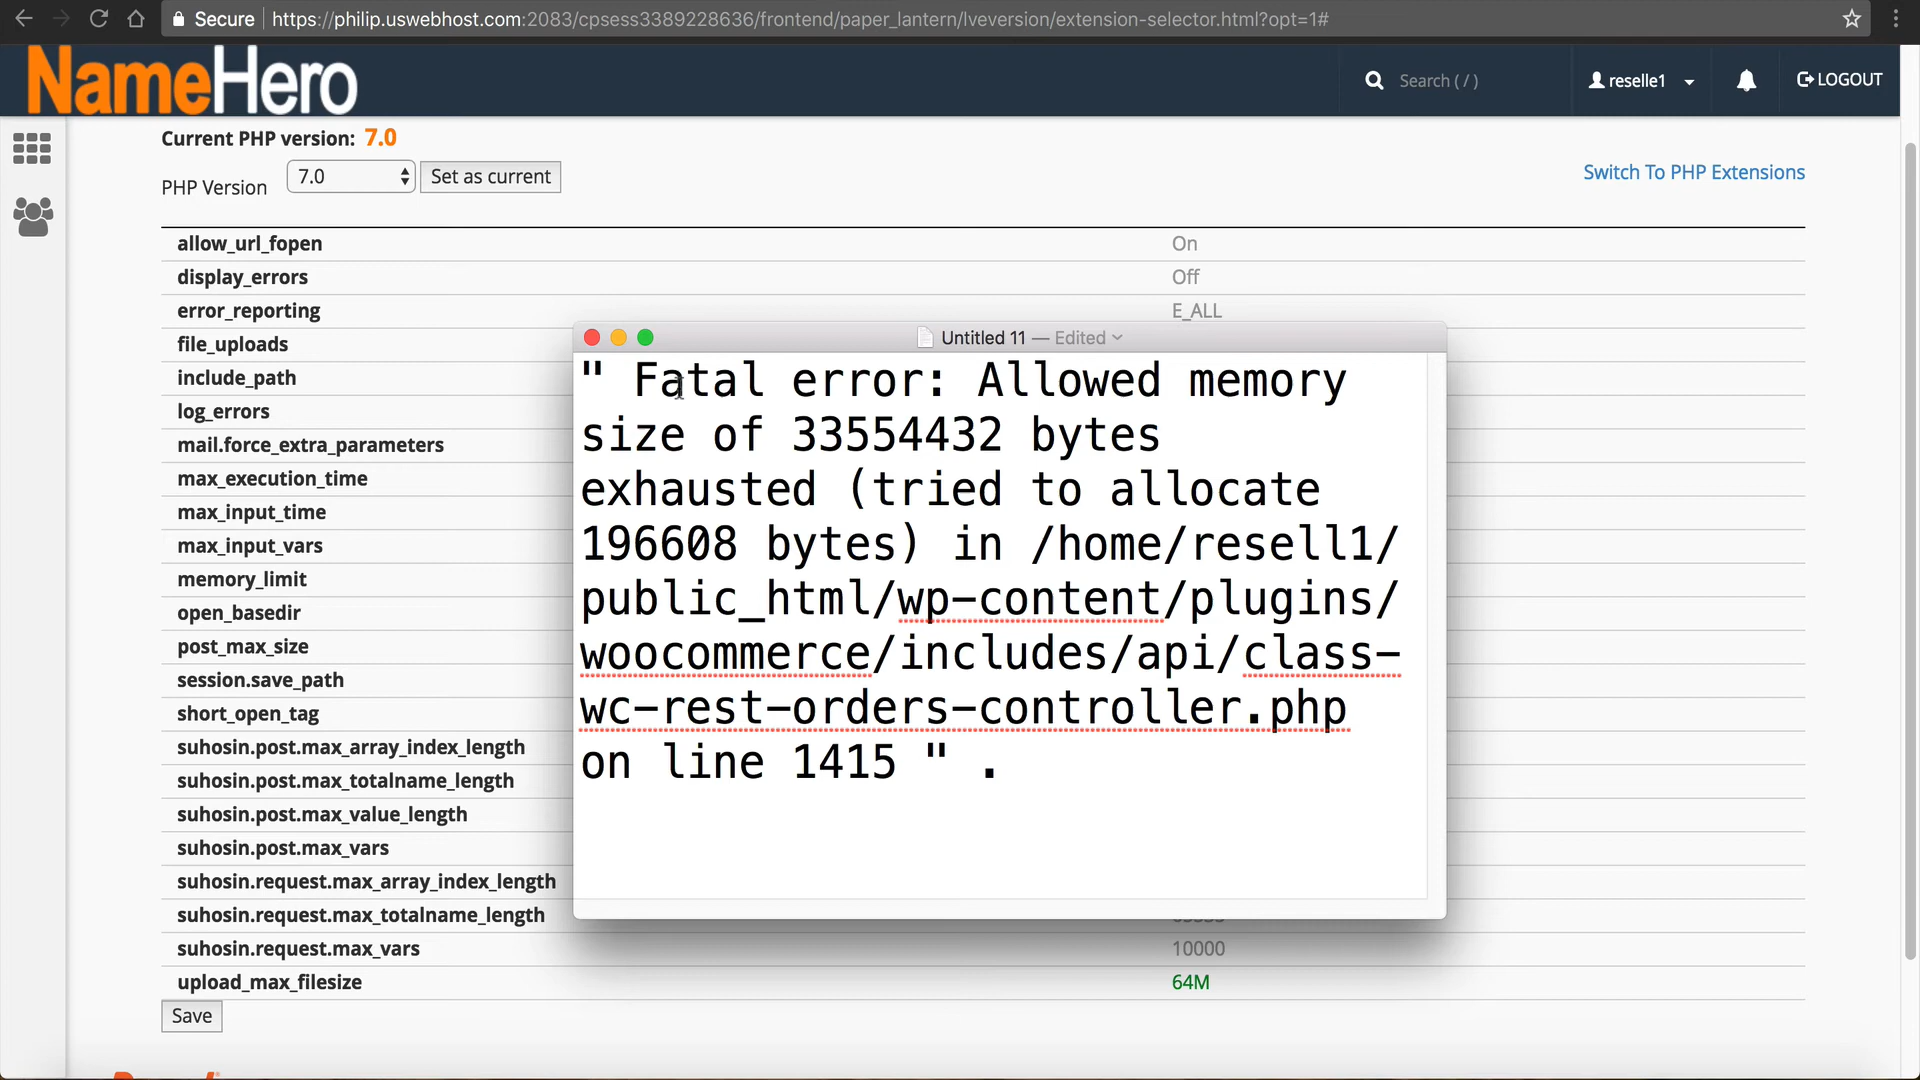 Secure https://philip.uswebhost.com:2083/cpsess3389228636/frontend/paper_lantern/lveversion/extension-selector.html?opt=1#
NameHero
Search ( / )
reselle1
LOGOUT
Current PHP version: 7.0
PHP Version 7.0 Set as current
Switch To PHP Extensions
allow_url_fopen On
display_errors Off
error_reporting E_ALL
file_uploads
include_path
log_errors
mail.force_extra_parameters
max_execution_time
max_input_time
max_input_vars
memory_limit
open_basedir
post_max_size
session.save_path
short_open_tag
suhosin.post.max_array_index_length
suhosin.post.max_totalname_length
suhosin.post.max_value_length
suhosin.post.max_vars
suhosin.request.max_array_index_length
suhosin.request.max_totalname_length
suhosin.request.max_vars 10000
upload_max_filesize 64M
Save
Untitled 11 — Edited
" Fatal error: Allowed memory
size of 33554432 bytes
exhausted (tried to allocate
196608 bytes) in /home/resell1/
public_html/wp-content/plugins/
woocommerce/includes/api/class-
wc-rest-orders-controller.php
on line 1415 " .